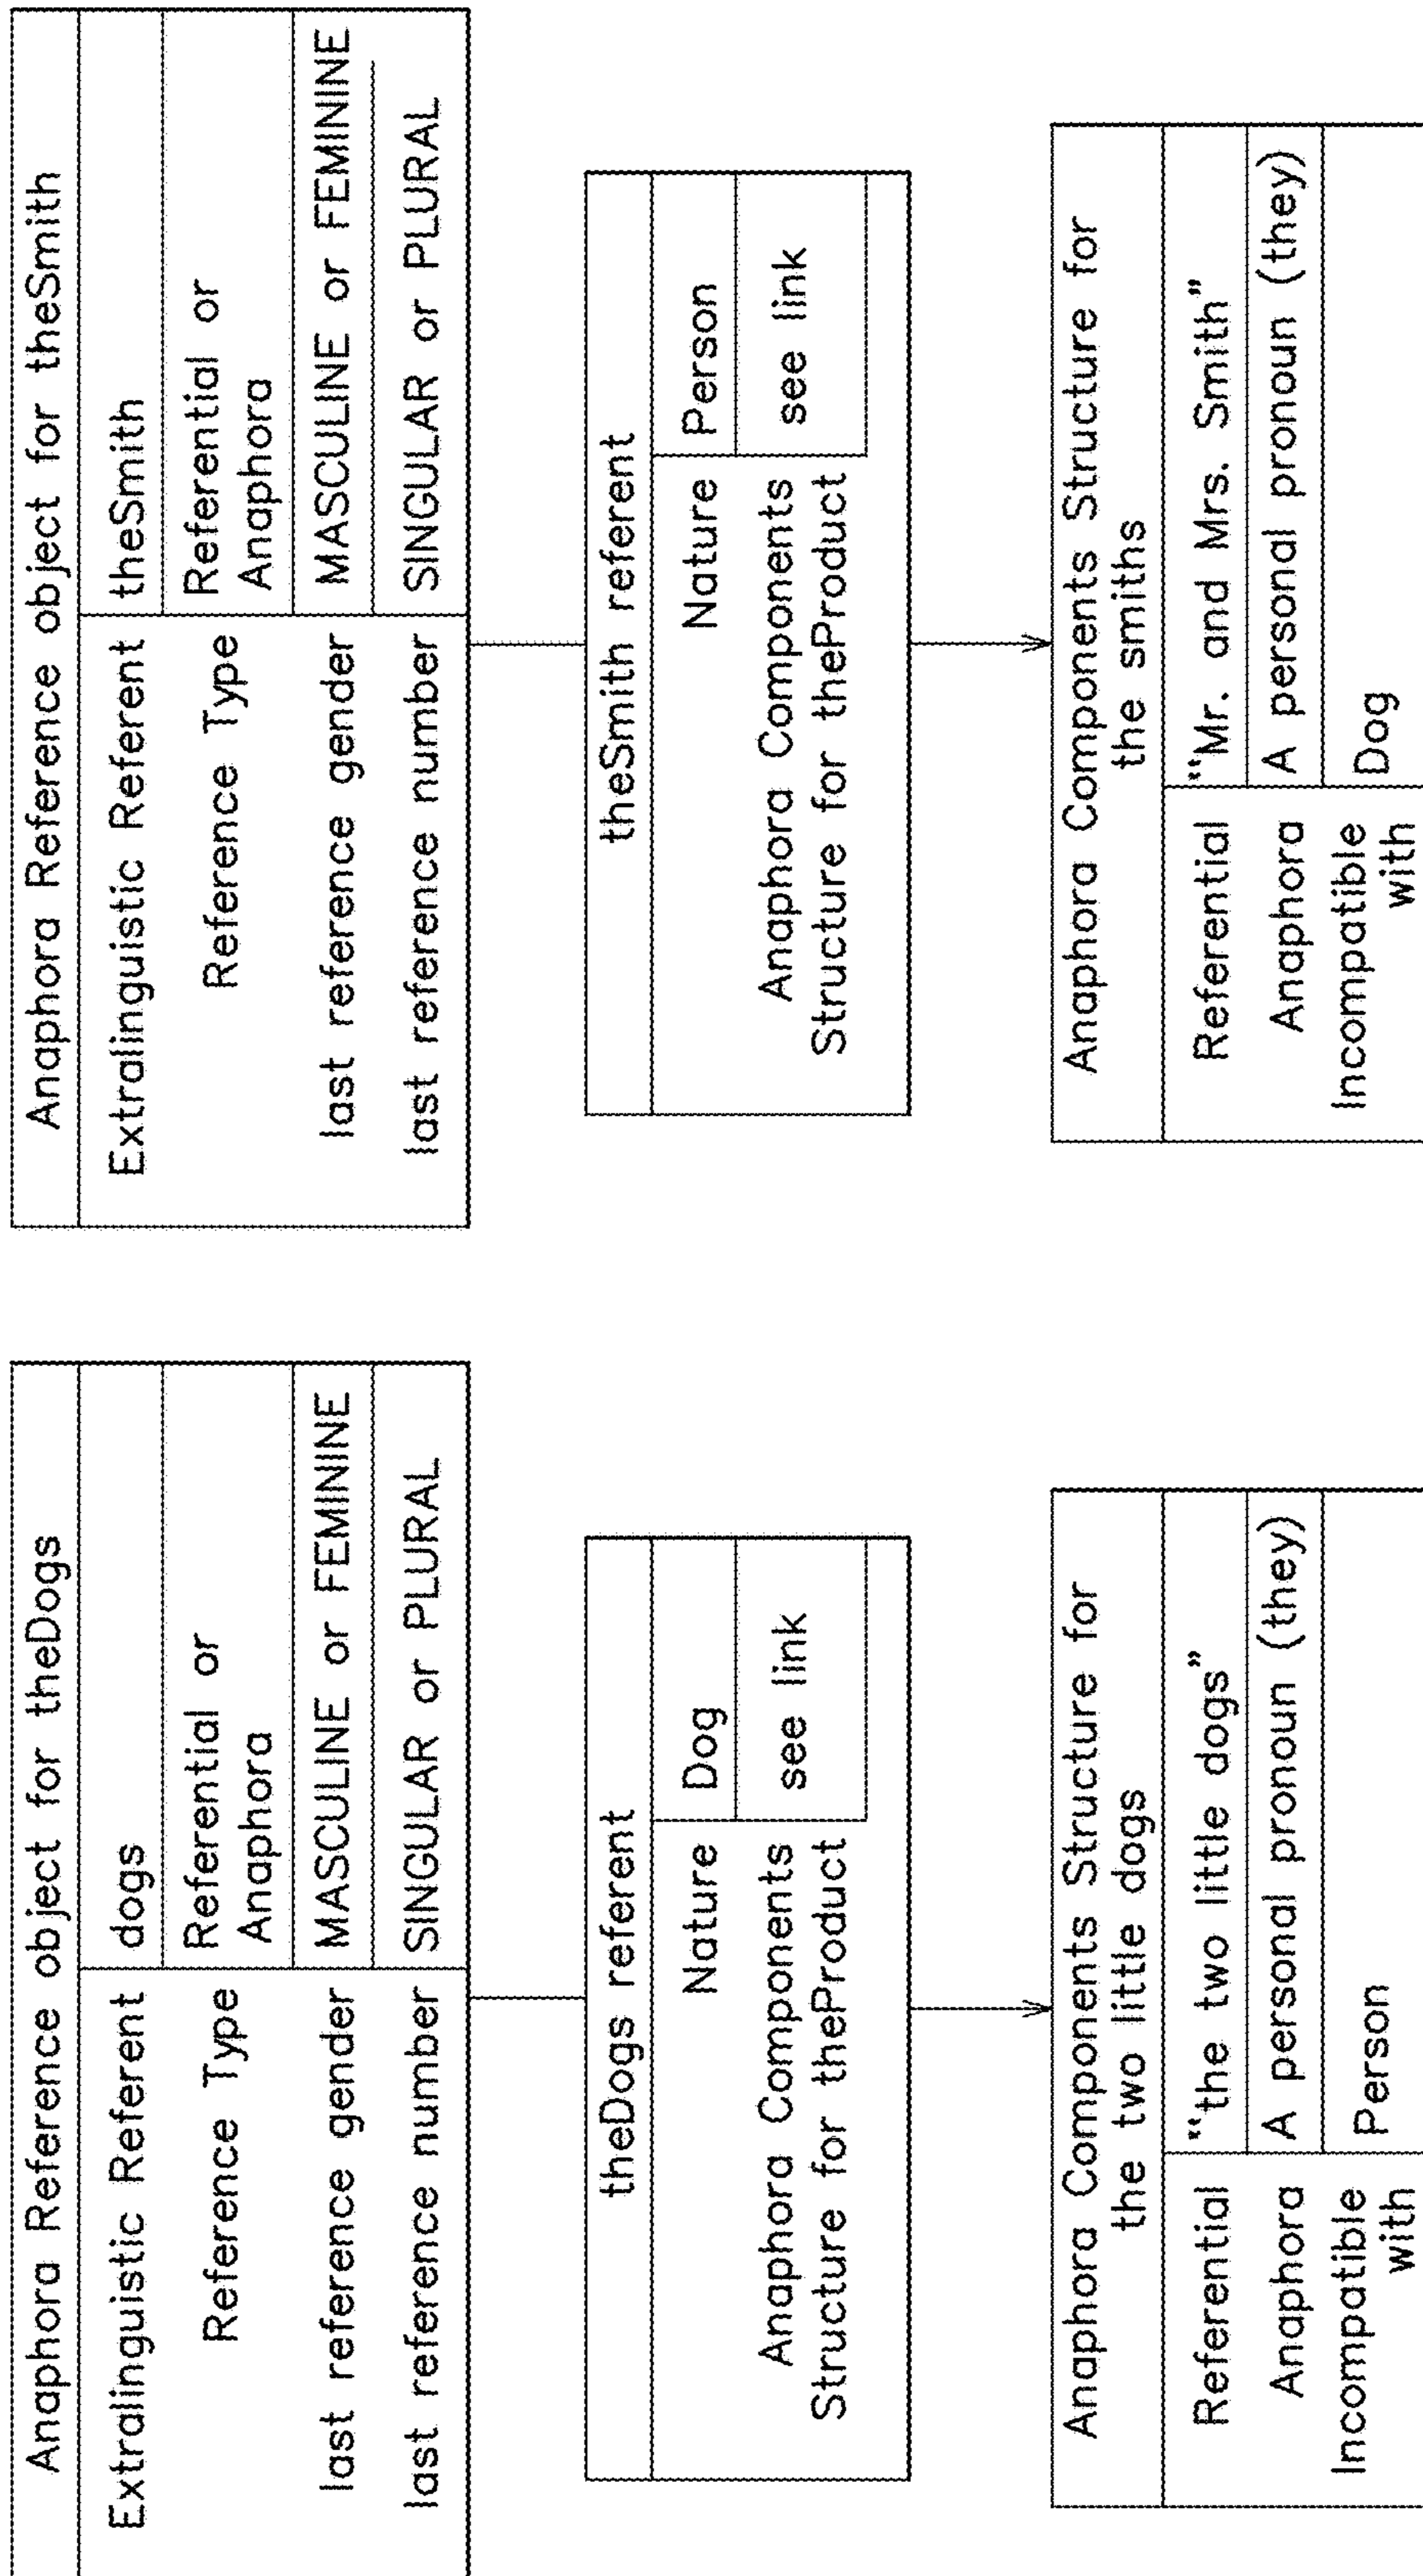 Anaphora Reference object for theDogs
Extralinguistic Referent dogs
Reference Type Referential or
Anaphora
last reference gender MASCULINE or FEMININE
last reference number SINGULAR or PLURAL
theDogs referent
Nature Dog
Anaphora Components see link
Structure for theProduct
Anaphora Components Structure for
the two little dogs
Referential "the two little dogs"
Anaphora A personal pronoun (they)
Incompatible Person
with
Anaphora Reference object for theSmith
Extralinguistic Referent theSmith
Reference Type Referential or
Anaphora
last reference gender MASCULINE or FEMININE
last reference number SINGULAR or PLURAL
theSmith referent
Nature Person
Anaphora Components see link
Structure for theProduct
Anaphora Components Structure for
the smiths
Referential "Mr. and Mrs. Smith"
Anaphora A personal pronoun (they)
Incompatible Dog
with